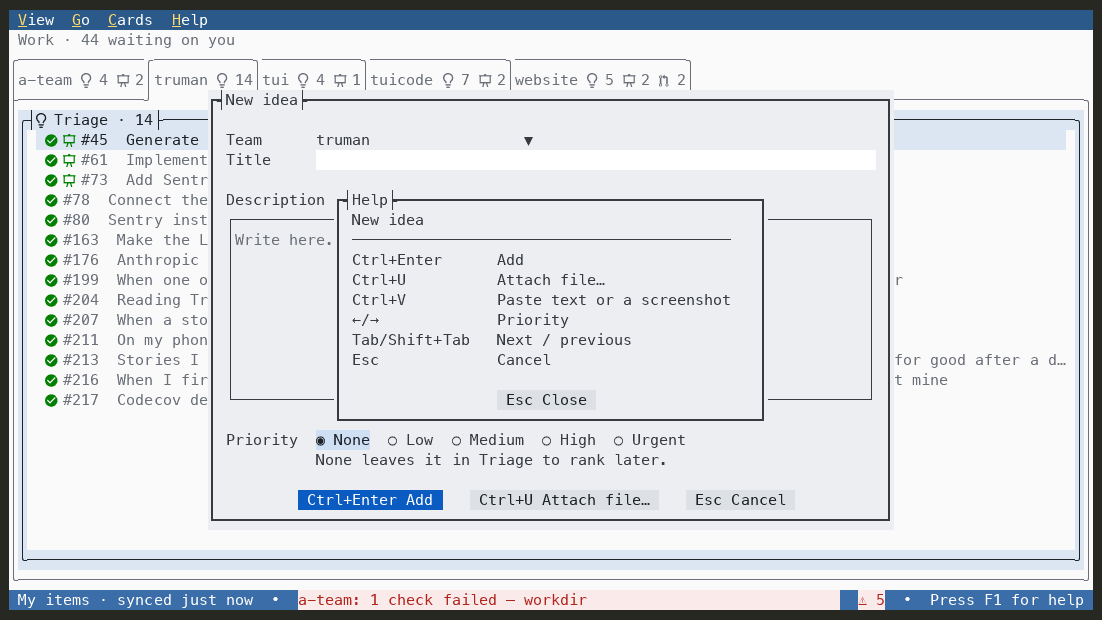 View Go Cards Help
Work · 44 waiting on you
a-team 4 2 truman 14 tui 4 1 tuicode 7 2 website 5 2 2
New idea
Triage · 14
Team truman ▼
#45 Generate
Title
#61 Implement
#73 Add Sentr
Description
Help
#78 Connect the
New idea
#80 Sentry inst
Write here.
#163 Make the L
Ctrl+Enter Add
#176 Anthropic
Ctrl+U Attach file…
#199 When one o r
Ctrl+V Paste text or a screenshot
#204 Reading Tr
←/→ Priority
#207 When a sto
Tab/Shift+Tab Next / previous
#211 On my phon
Esc Cancel
#213 Stories I for good after a d…
#216 When I fir t mine
Esc Close
#217 Codecov de
Priority ◉ None ○ Low ○ Medium ○ High ○ Urgent
None leaves it in Triage to rank later.
Ctrl+Enter Add Ctrl+U Attach file… Esc Cancel
My items · synced just now • a-team: 1 check failed — workdir ⚠ 5 • Press F1 for help